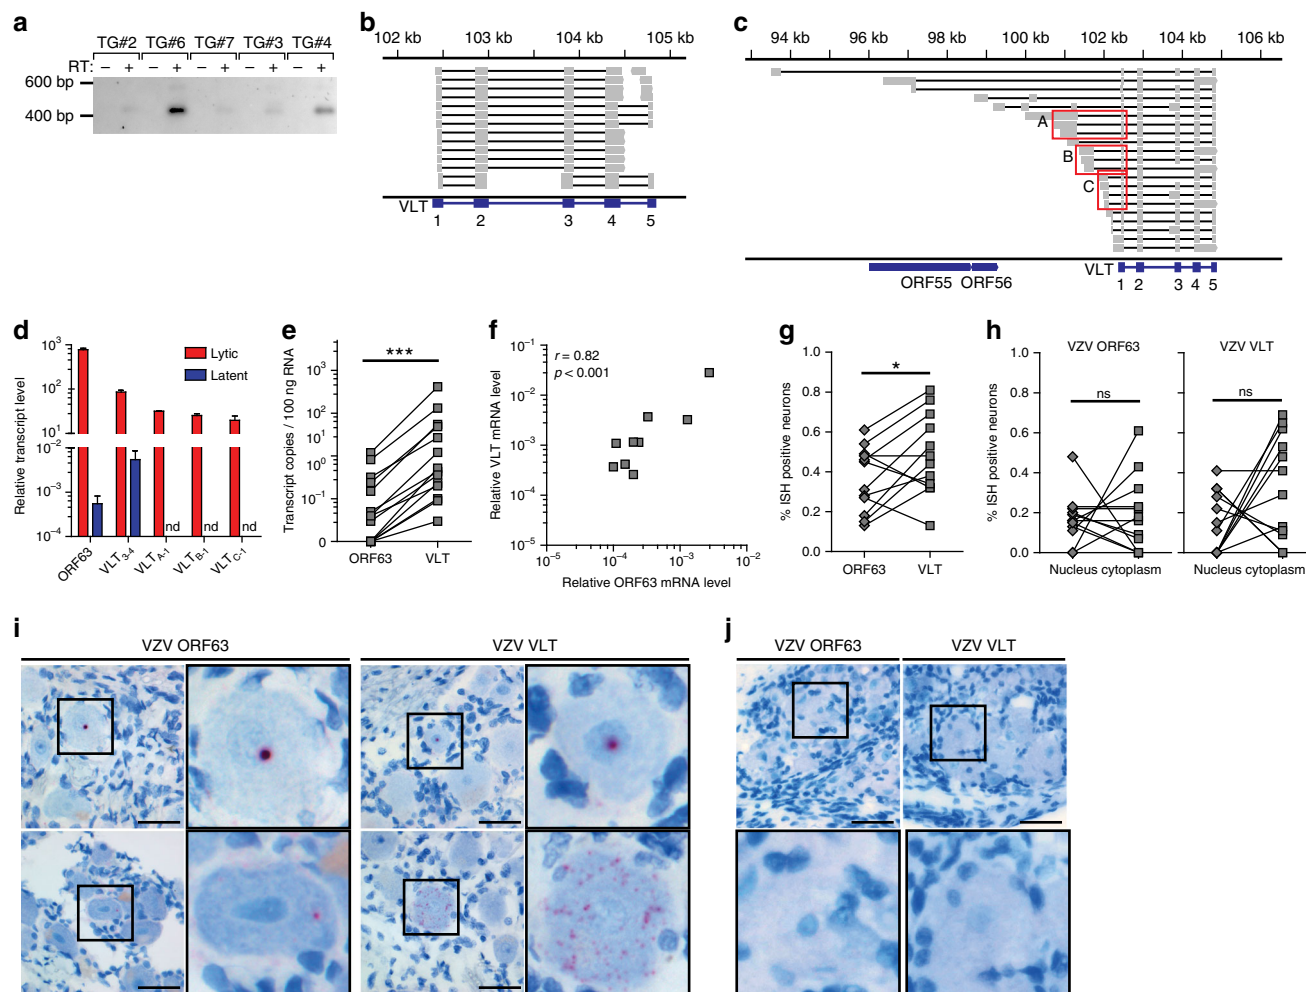 a
TG#2 TG#6 TG#7 TG#3 TG#4
RT: – + – + – + – + – +
600 bp
400 bp
b
102 kb 103 kb 104 kb 105 kb
VLT
1 2 3 4 5
c
94 kb 96 kb 98 kb 100 kb 102 kb 104 kb 106 kb
A
B
C
ORF55 ORF56 VLT
1 2 3 4 5
d
Relative transcript level
10³
10²
10¹
10⁻²
10⁻³
10⁻⁴
Lytic
Latent
nd nd nd
ORF63 VLT₃₋₄ VLT_A-1 VLT_B-1 VLT_C-1
e
Transcript copies / 100 ng RNA
***
10³
10²
10¹
10⁰
10⁻¹
0
ORF63 VLT
f
Relative VLT mRNA level
r = 0.82
p < 0.001
10⁻¹
10⁻²
10⁻³
10⁻⁴
10⁻⁵
10⁻⁵ 10⁻⁴ 10⁻³ 10⁻²
Relative ORF63 mRNA level
g
% ISH positive neurons
*
1.0
0.8
0.6
0.4
0.2
0.0
ORF63 VLT
h
VZV ORF63 VZV VLT
% ISH positive neurons
ns ns
1.0
0.8
0.6
0.4
0.2
0.0
Nucleus cytoplasm Nucleus cytoplasm
i
VZV ORF63 VZV VLT
j
VZV ORF63 VZV VLT